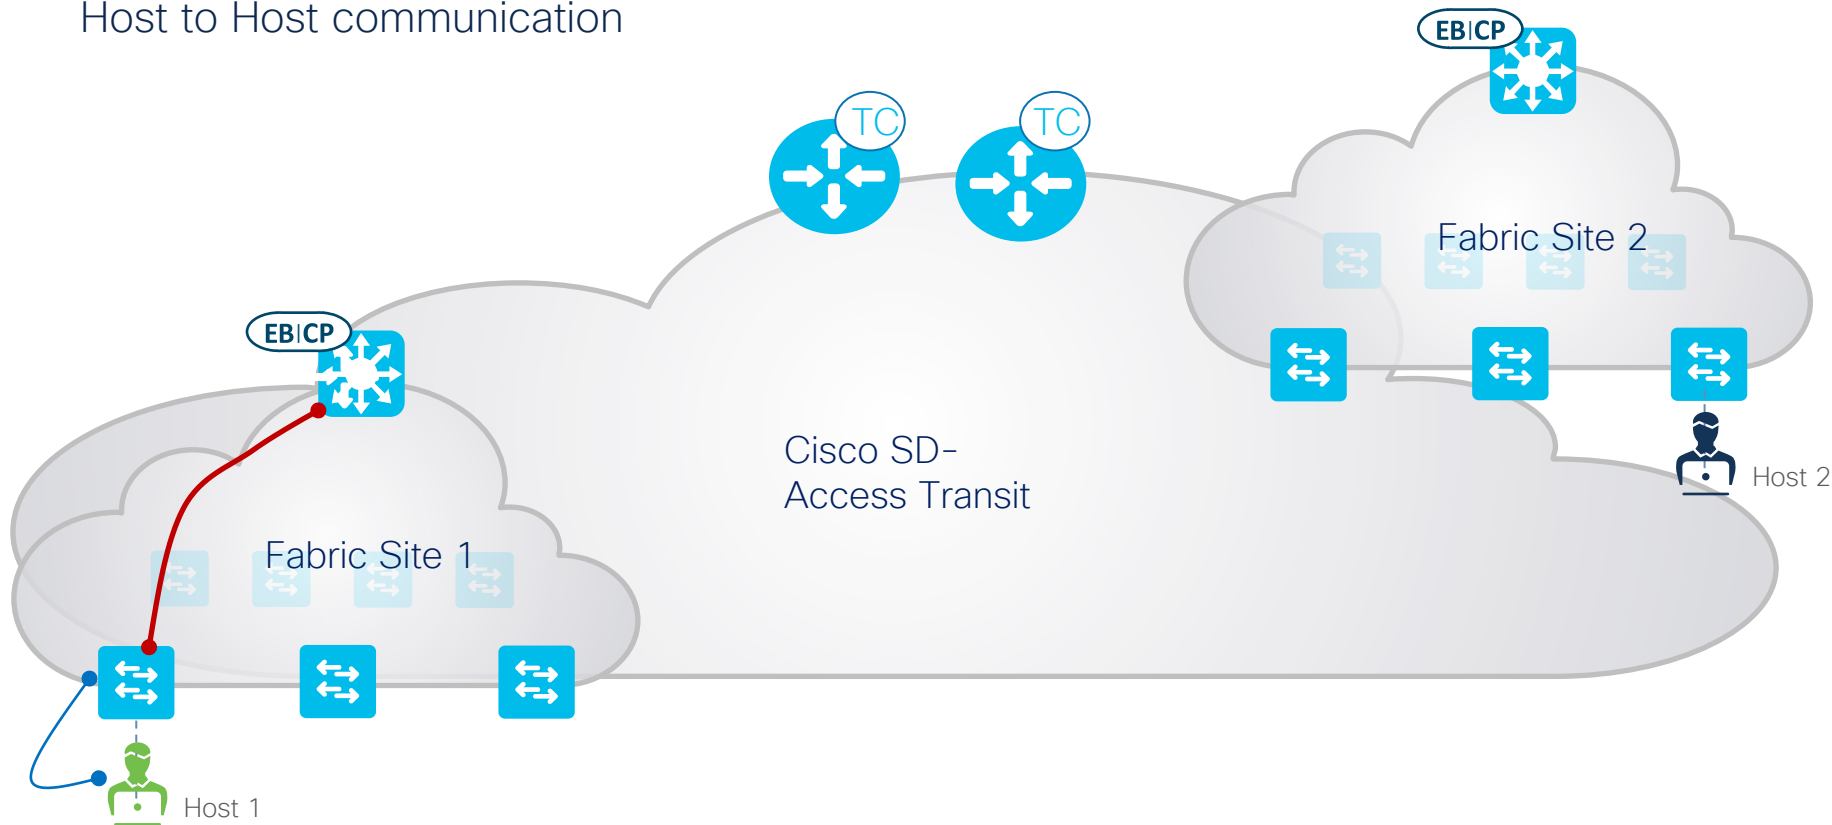 Host to Host communication
EB|CP
TC
TC
Fabric Site 2
EB|CP
Cisco SD-
Access Transit
Host 2
Fabric Site 1
Host 1